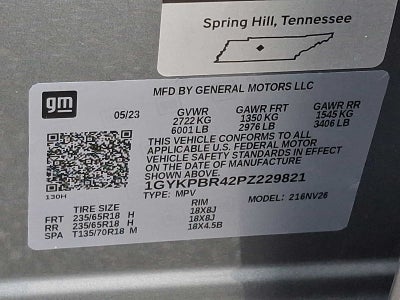 Spring Hill, Tennessee
gm
MFD BY GENERAL MOTORS LLC
05/23 GVWR GAWR FRT GAWR RR
2722 KG 1350 KG 1545 KG
6001 LB 2976 LB 3406 LB
THIS VEHICLE CONFORMS TO ALL
APPLICABLE U.S. FEDERAL MOTOR
VEHICLE SAFETY STANDARDS IN EFFECT
ON THE DATE OF MANUFACTURE
SHOWN ABOVE.
1GYKPBR42PZ229821
TYPE: MPV MODEL: 216NV26
130H
TIRE SIZE RIM
FRT 235/65R18 H 18X8J
RR 235/65R18 H 18X8J
SPA T135/70R18 M 18X4.5B